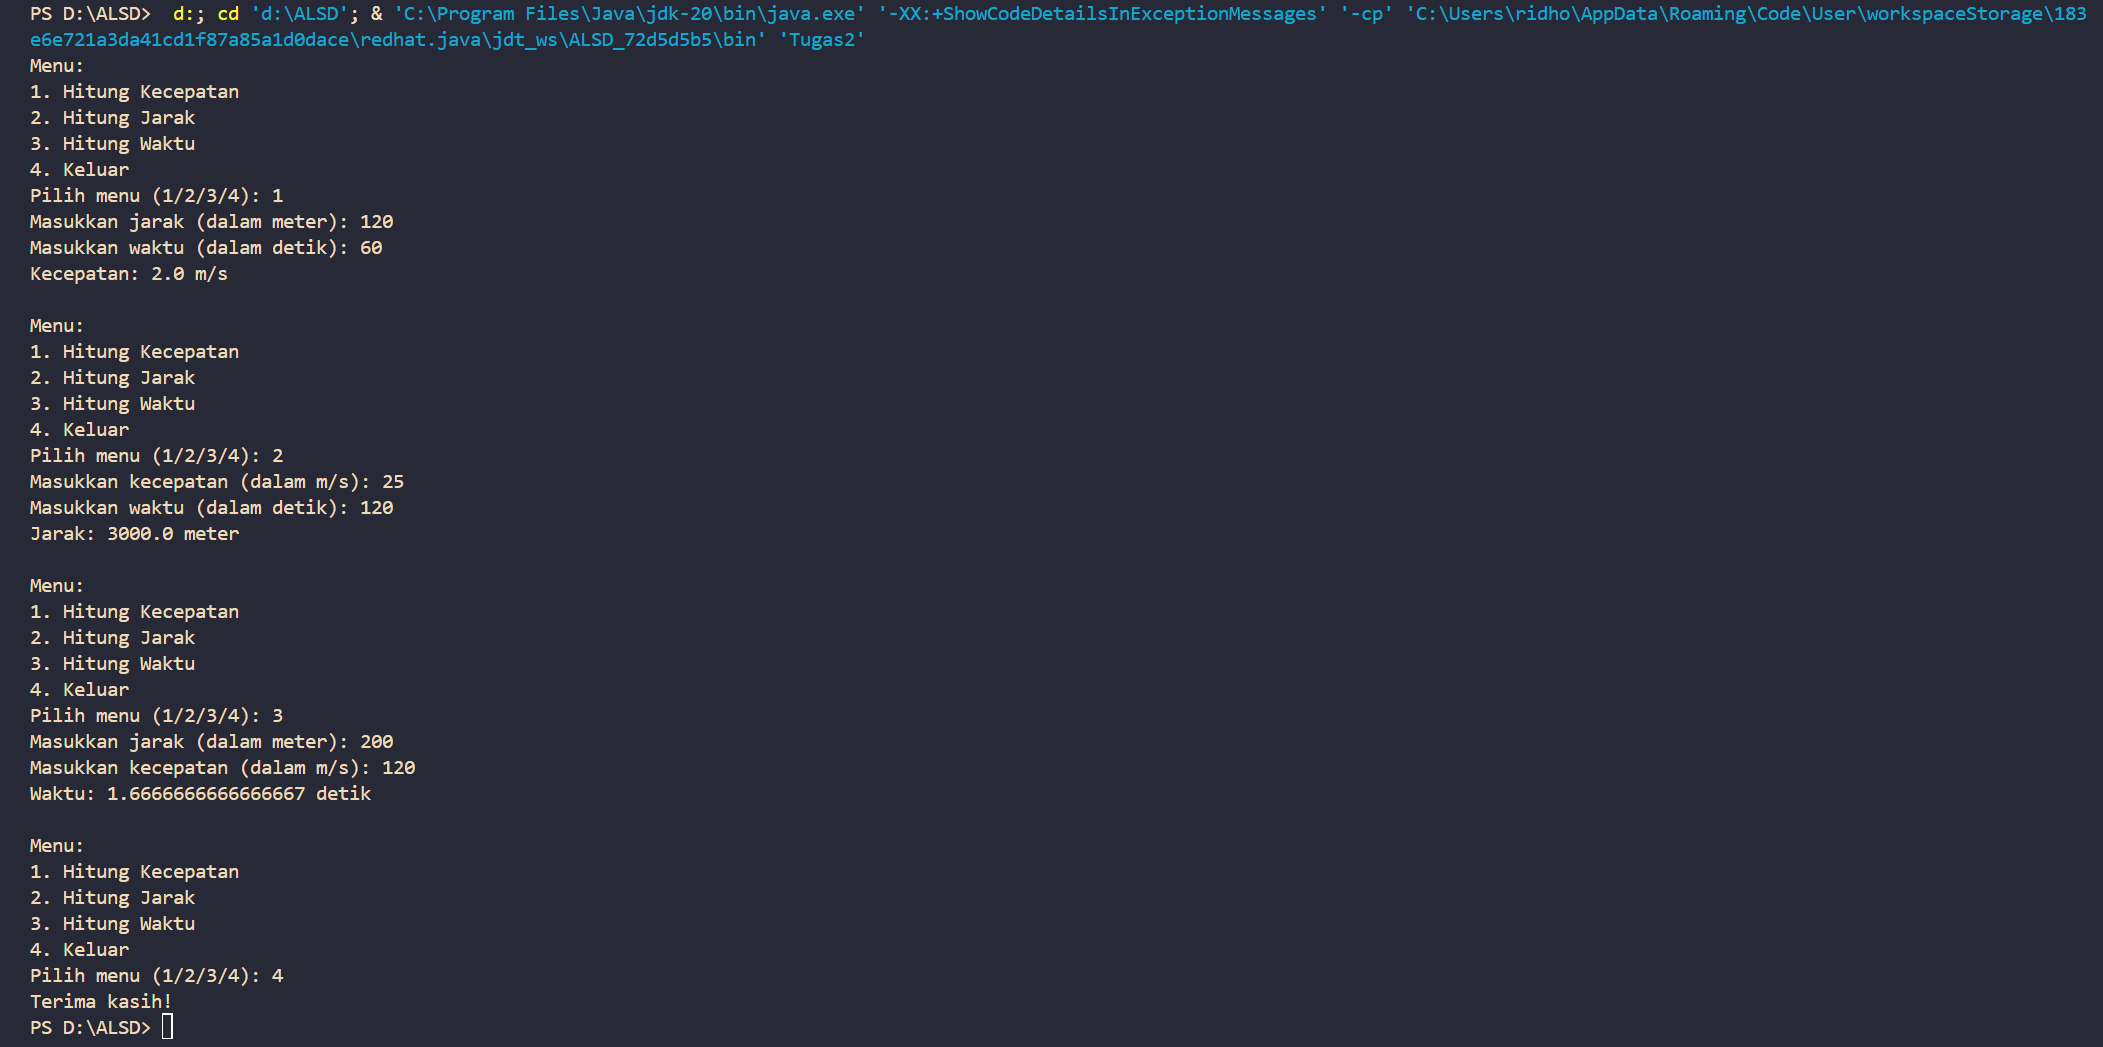 PS D:\ALSD>  d:; cd 'd:\ALSD'; & 'C:\Program Files\Java\jdk-20\bin\java.exe' '-XX:+ShowCodeDetailsInExceptionMessages' '-cp' 'C:\Users\ridho\AppData\Roaming\Code\User\workspaceStorage\183
e6e721a3da41cd1f87a85a1d0dace\redhat.java\jdt_ws\ALSD_72d5d5b5\bin' 'Tugas2'
Menu:
1. Hitung Kecepatan
2. Hitung Jarak
3. Hitung Waktu
4. Keluar
Pilih menu (1/2/3/4): 1
Masukkan jarak (dalam meter): 120
Masukkan waktu (dalam detik): 60
Kecepatan: 2.0 m/s

Menu:
1. Hitung Kecepatan
2. Hitung Jarak
3. Hitung Waktu
4. Keluar
Pilih menu (1/2/3/4): 2
Masukkan kecepatan (dalam m/s): 25
Masukkan waktu (dalam detik): 120
Jarak: 3000.0 meter

Menu:
1. Hitung Kecepatan
2. Hitung Jarak
3. Hitung Waktu
4. Keluar
Pilih menu (1/2/3/4): 3
Masukkan jarak (dalam meter): 200
Masukkan kecepatan (dalam m/s): 120
Waktu: 1.6666666666666667 detik

Menu:
1. Hitung Kecepatan
2. Hitung Jarak
3. Hitung Waktu
4. Keluar
Pilih menu (1/2/3/4): 4
Terima kasih!
PS D:\ALSD>